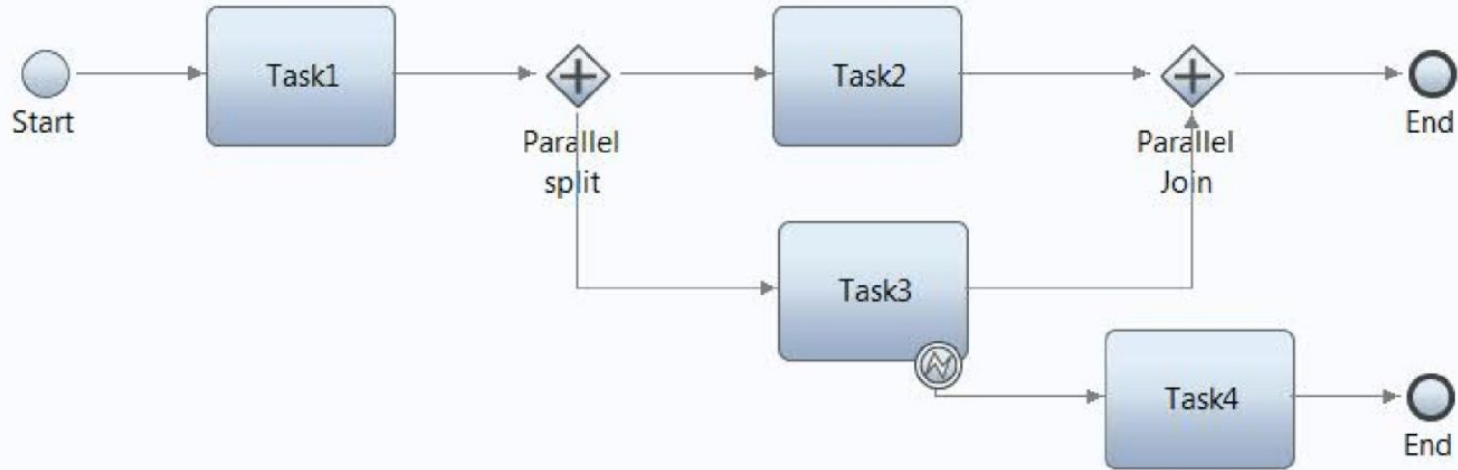 Start
Task1
Parallel
split
Task2
Parallel
Join
End
Task3
Task4
End